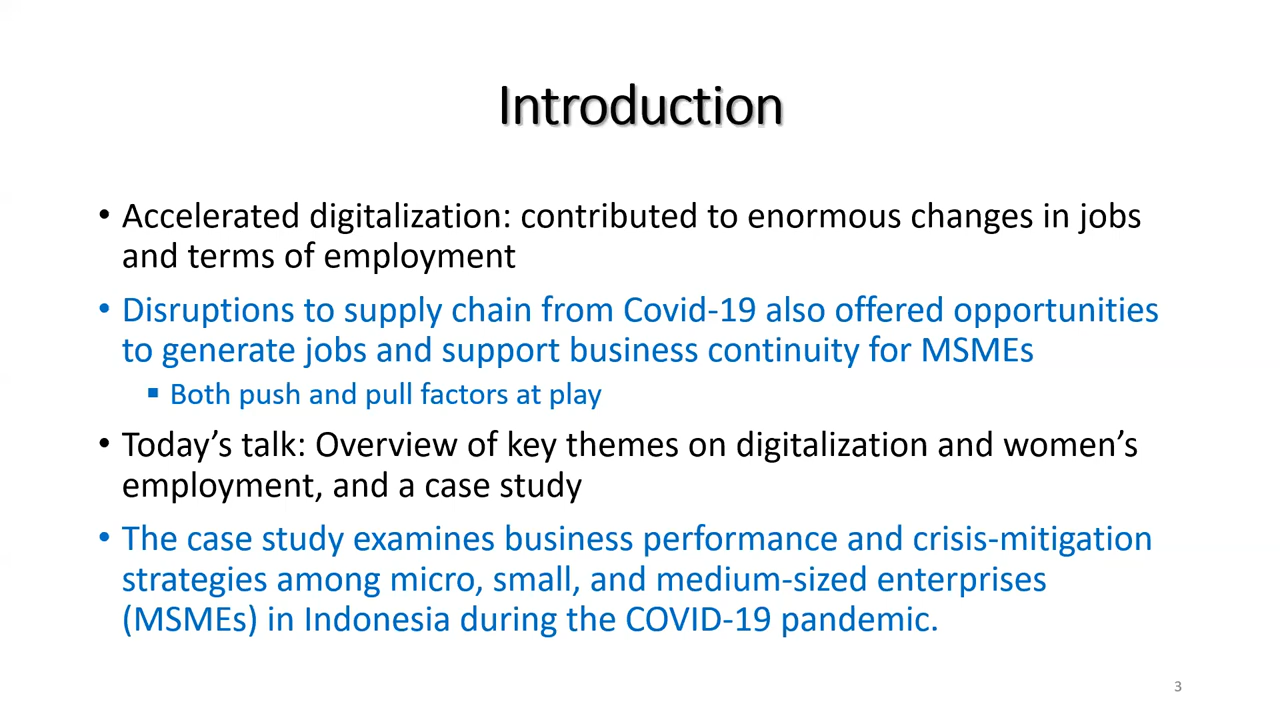 Introduction
• Accelerated digitalization: contributed to enormous changes in jobs
and terms of employment
• Disruptions to supply chain from Covid-19 also offered opportunities
to generate jobs and support business continuity for MSMEs
▪ Both push and pull factors at play
• Today’s talk: Overview of key themes on digitalization and women’s
employment, and a case study
• The case study examines business performance and crisis-mitigation
strategies among micro, small, and medium-sized enterprises
(MSMEs) in Indonesia during the COVID-19 pandemic.
3